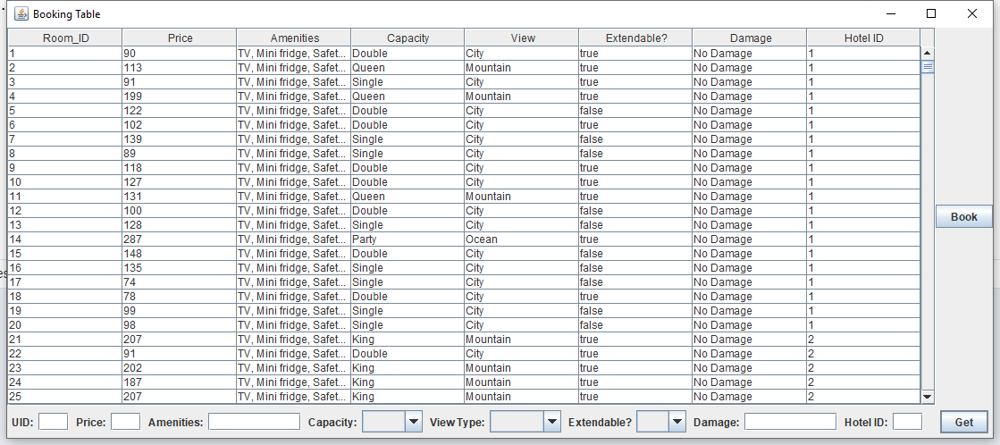 Booking Table
Room_ID Price Amenities Capacity View Extendable? Damage Hotel ID
1 90 TV, Mini fridge, Safet... Double City true No Damage 1
2 113 TV, Mini fridge, Safet... Queen Mountain true No Damage 1
3 91 TV, Mini fridge, Safet... Single City true No Damage 1
4 199 TV, Mini fridge, Safet... Queen Mountain true No Damage 1
5 122 TV, Mini fridge, Safet... Double City false No Damage 1
6 102 TV, Mini fridge, Safet... Double City true No Damage 1
7 139 TV, Mini fridge, Safet... Single City false No Damage 1
8 89 TV, Mini fridge, Safet... Single City false No Damage 1
9 118 TV, Mini fridge, Safet... Double City true No Damage 1
10 127 TV, Mini fridge, Safet... Double City true No Damage 1
11 131 TV, Mini fridge, Safet... Queen Mountain true No Damage 1
12 100 TV, Mini fridge, Safet... Double City false No Damage 1
Book
13 128 TV, Mini fridge, Safet... Single City false No Damage 1
14 287 TV, Mini fridge, Safet... Party Ocean true No Damage 1
15 148 TV, Mini fridge, Safet... Double City false No Damage 1
16 135 TV, Mini fridge, Safet... Single City false No Damage 1
17 74 TV, Mini fridge, Safet... Single City false No Damage 1
18 78 TV, Mini fridge, Safet... Double City true No Damage 1
19 99 TV, Mini fridge, Safet... Single City false No Damage 1
20 98 TV, Mini fridge, Safet... Single City false No Damage 1
21 207 TV, Mini fridge, Safet... King Mountain true No Damage 2
22 91 TV, Mini fridge, Safet... Double City true No Damage 2
23 202 TV, Mini fridge, Safet... King Mountain true No Damage 2
24 187 TV, Mini fridge, Safet... King Mountain true No Damage 2
25 207 TV, Mini fridge, Safet... King Mountain true No Damage 2
UID: Price: Amenities: Capacity: View Type: Extendable? Damage: Hotel ID: Get